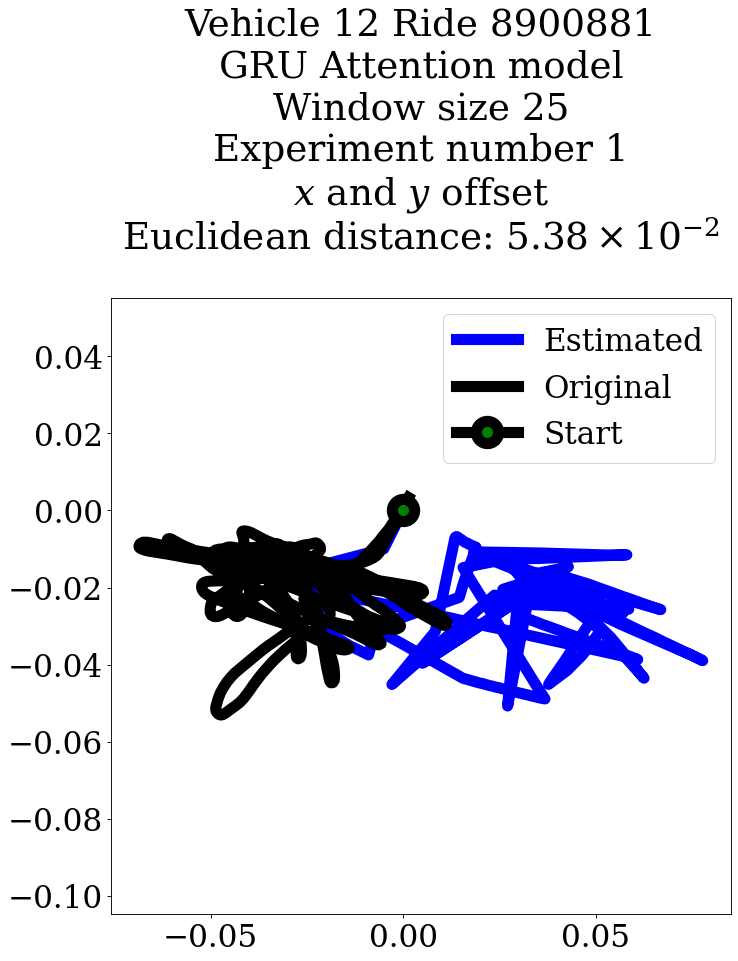 Vehicle 12 Ride 8900881
GRU Attention model
Window size 25
Experiment number 1
x and y offset
Euclidean distance: 5.38 × 10⁻²
Estimated
Original
Start
0.04
0.02
0.00
−0.02
−0.04
−0.06
−0.08
−0.10
−0.05
0.00
0.05